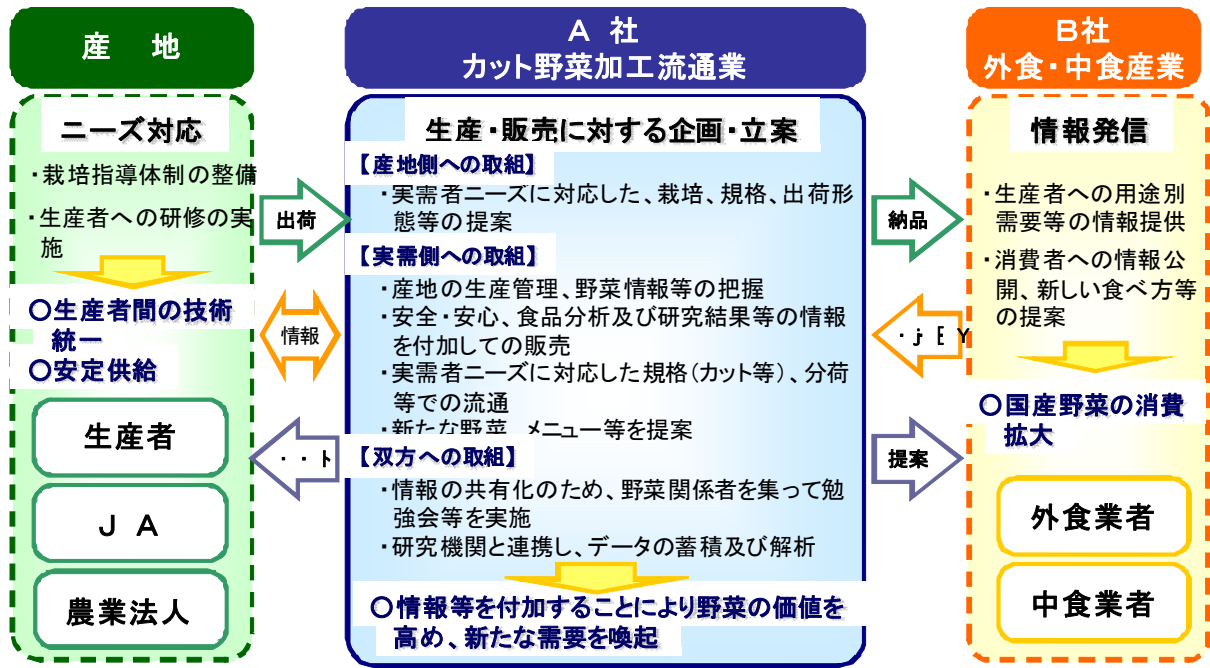 産 地
ニーズ対応
・栽培指導体制の整備
・生産者への研修の実
施
〇生産者間の技術
統一
〇安定供給
生産者
JA
農業法人
出荷
情報
A 社
カット野菜加工流通業
生産・販売に対する企画・立案
【産地側への取組】
・実需者ニーズに対応した、栽培、規格、出荷形
態等の提案
【実需側への取組】
・産地の生産管理、野菜情報等の把握
・安全・安心、食品分析及び研究結果等の情報
を付加しての販売
・実需者ニーズに対応した規格(カット等)、分荷
等での流通
・新たな野菜、メニュー等を提案
【双方への取組】
・情報の共有化のため、野菜関係者を集って勉
強会等を実施
・研究機関と連携し、データの蓄積及び解析
〇情報等を付加することにより野菜の価値を
高め、新たな需要を喚起
納品
提案
B社
外食・中食産業
情報発信
・生産者への用途別
需要等の情報提供
・消費者への情報公
開、新しい食べ方等
の提案
〇国産野菜の消費
拡大
外食業者
中食業者